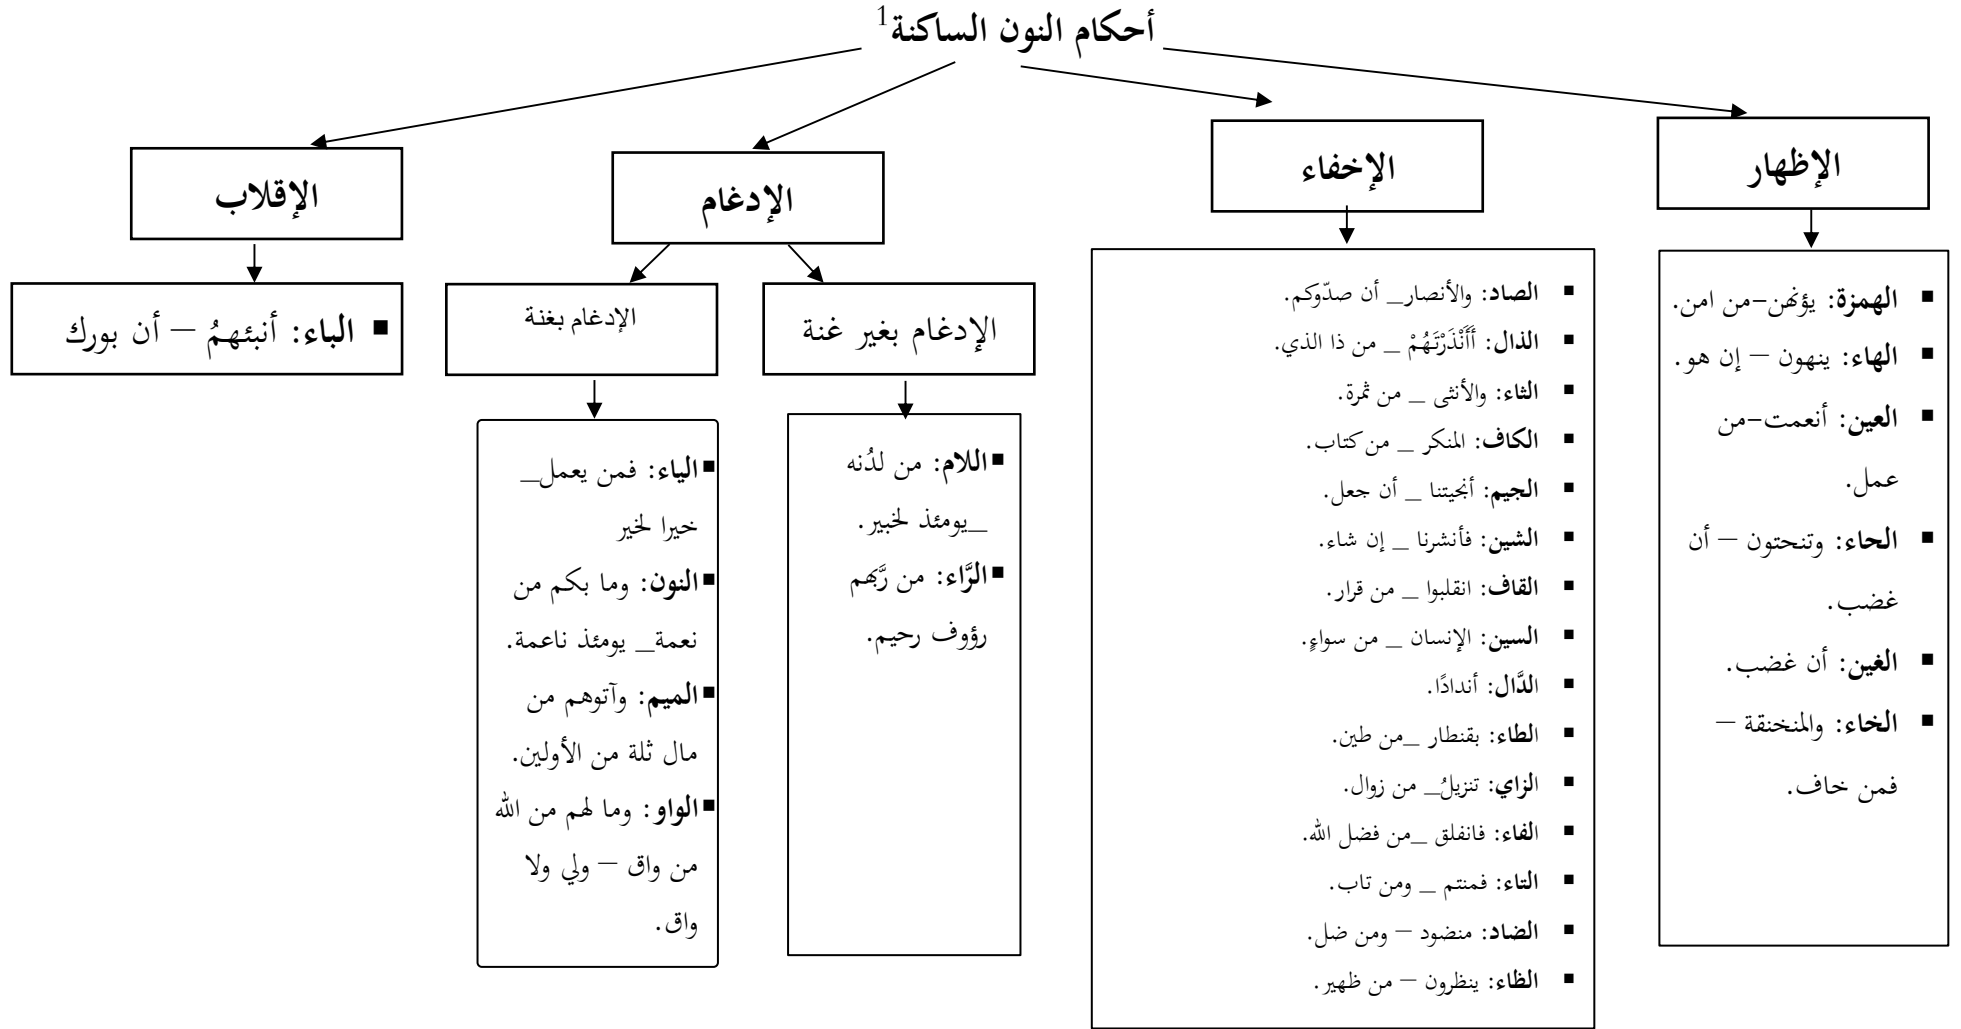 أحكام النون الساكنة1
الإظهار
الهمزة: يؤنهن–من امن.
الهاء: ينهون – إن هو.
العين: أنعمت–من
عمل.
الحاء: وتنحتون – أن
غضب.
الغين: أن غضب.
الخاء: والمنخنقة –
فمن خاف.
الإخفاء
الصاد: والأنصار_ أن صدّوكم.
الذال: أَأَنْذَرْتَهُمْ _ من ذا الذي.
الثاء: والأنثى _ من ثمرة.
الكاف: المنكر _ من كتاب.
الجيم: أنجيتنا _ أن جعل.
الشين: فأنشرنا _ إن شاء.
القاف: انقلبوا _ من قرار.
السين: الإنسان _ من سواءٍ.
الدَّال: أندادًا.
الطاء: بقنطار _من طين.
الزاي: تنزيلُ_ من زوال.
الفاء: فانفلق _من فضل الله.
التاء: فمنتم _ ومن تاب.
الضاد: منضود – ومن ضل.
الظاء: ينظرون – من ظهير.
الإدغام
الإدغام بغير غنة
اللام: من لدُنه
_يومئذ لخبير.
الرَّاء: من رَّبهم
رؤوف رحيم.
الإدغام بغنة
الياء: فمن يعمل_
خيرا لخير
النون: وما بكم من
نعمة_ يومئذ ناعمة.
الميم: وآتوهم من
مال ثلة من الأولين.
الواو: وما لهم من الله
من واق – ولي ولا
واق.
الإقلاب
الباء: أنبئهمُ – أن بورك